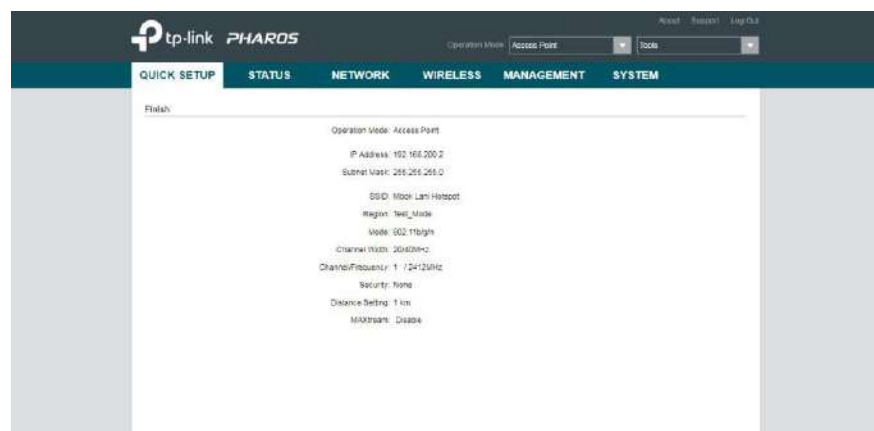 About Support Log Out
tp-link PHAROS
Operation Mode: Access Point Tools
QUICK SETUP STATUS NETWORK WIRELESS MANAGEMENT SYSTEM
Finish
Operation Mode: Access Point
IP Address: 192.168.200.2
Subnet Mask: 255.255.255.0
SSID: Mook Lani Hotspot
Region: Test_Mode
Mode: 802.11b/g/n
Channel Width: 20/40MHz
Channel/Frequency: 1 / 2412MHz
Security: None
Distance Setting: 1 km
MAXtream: Disable